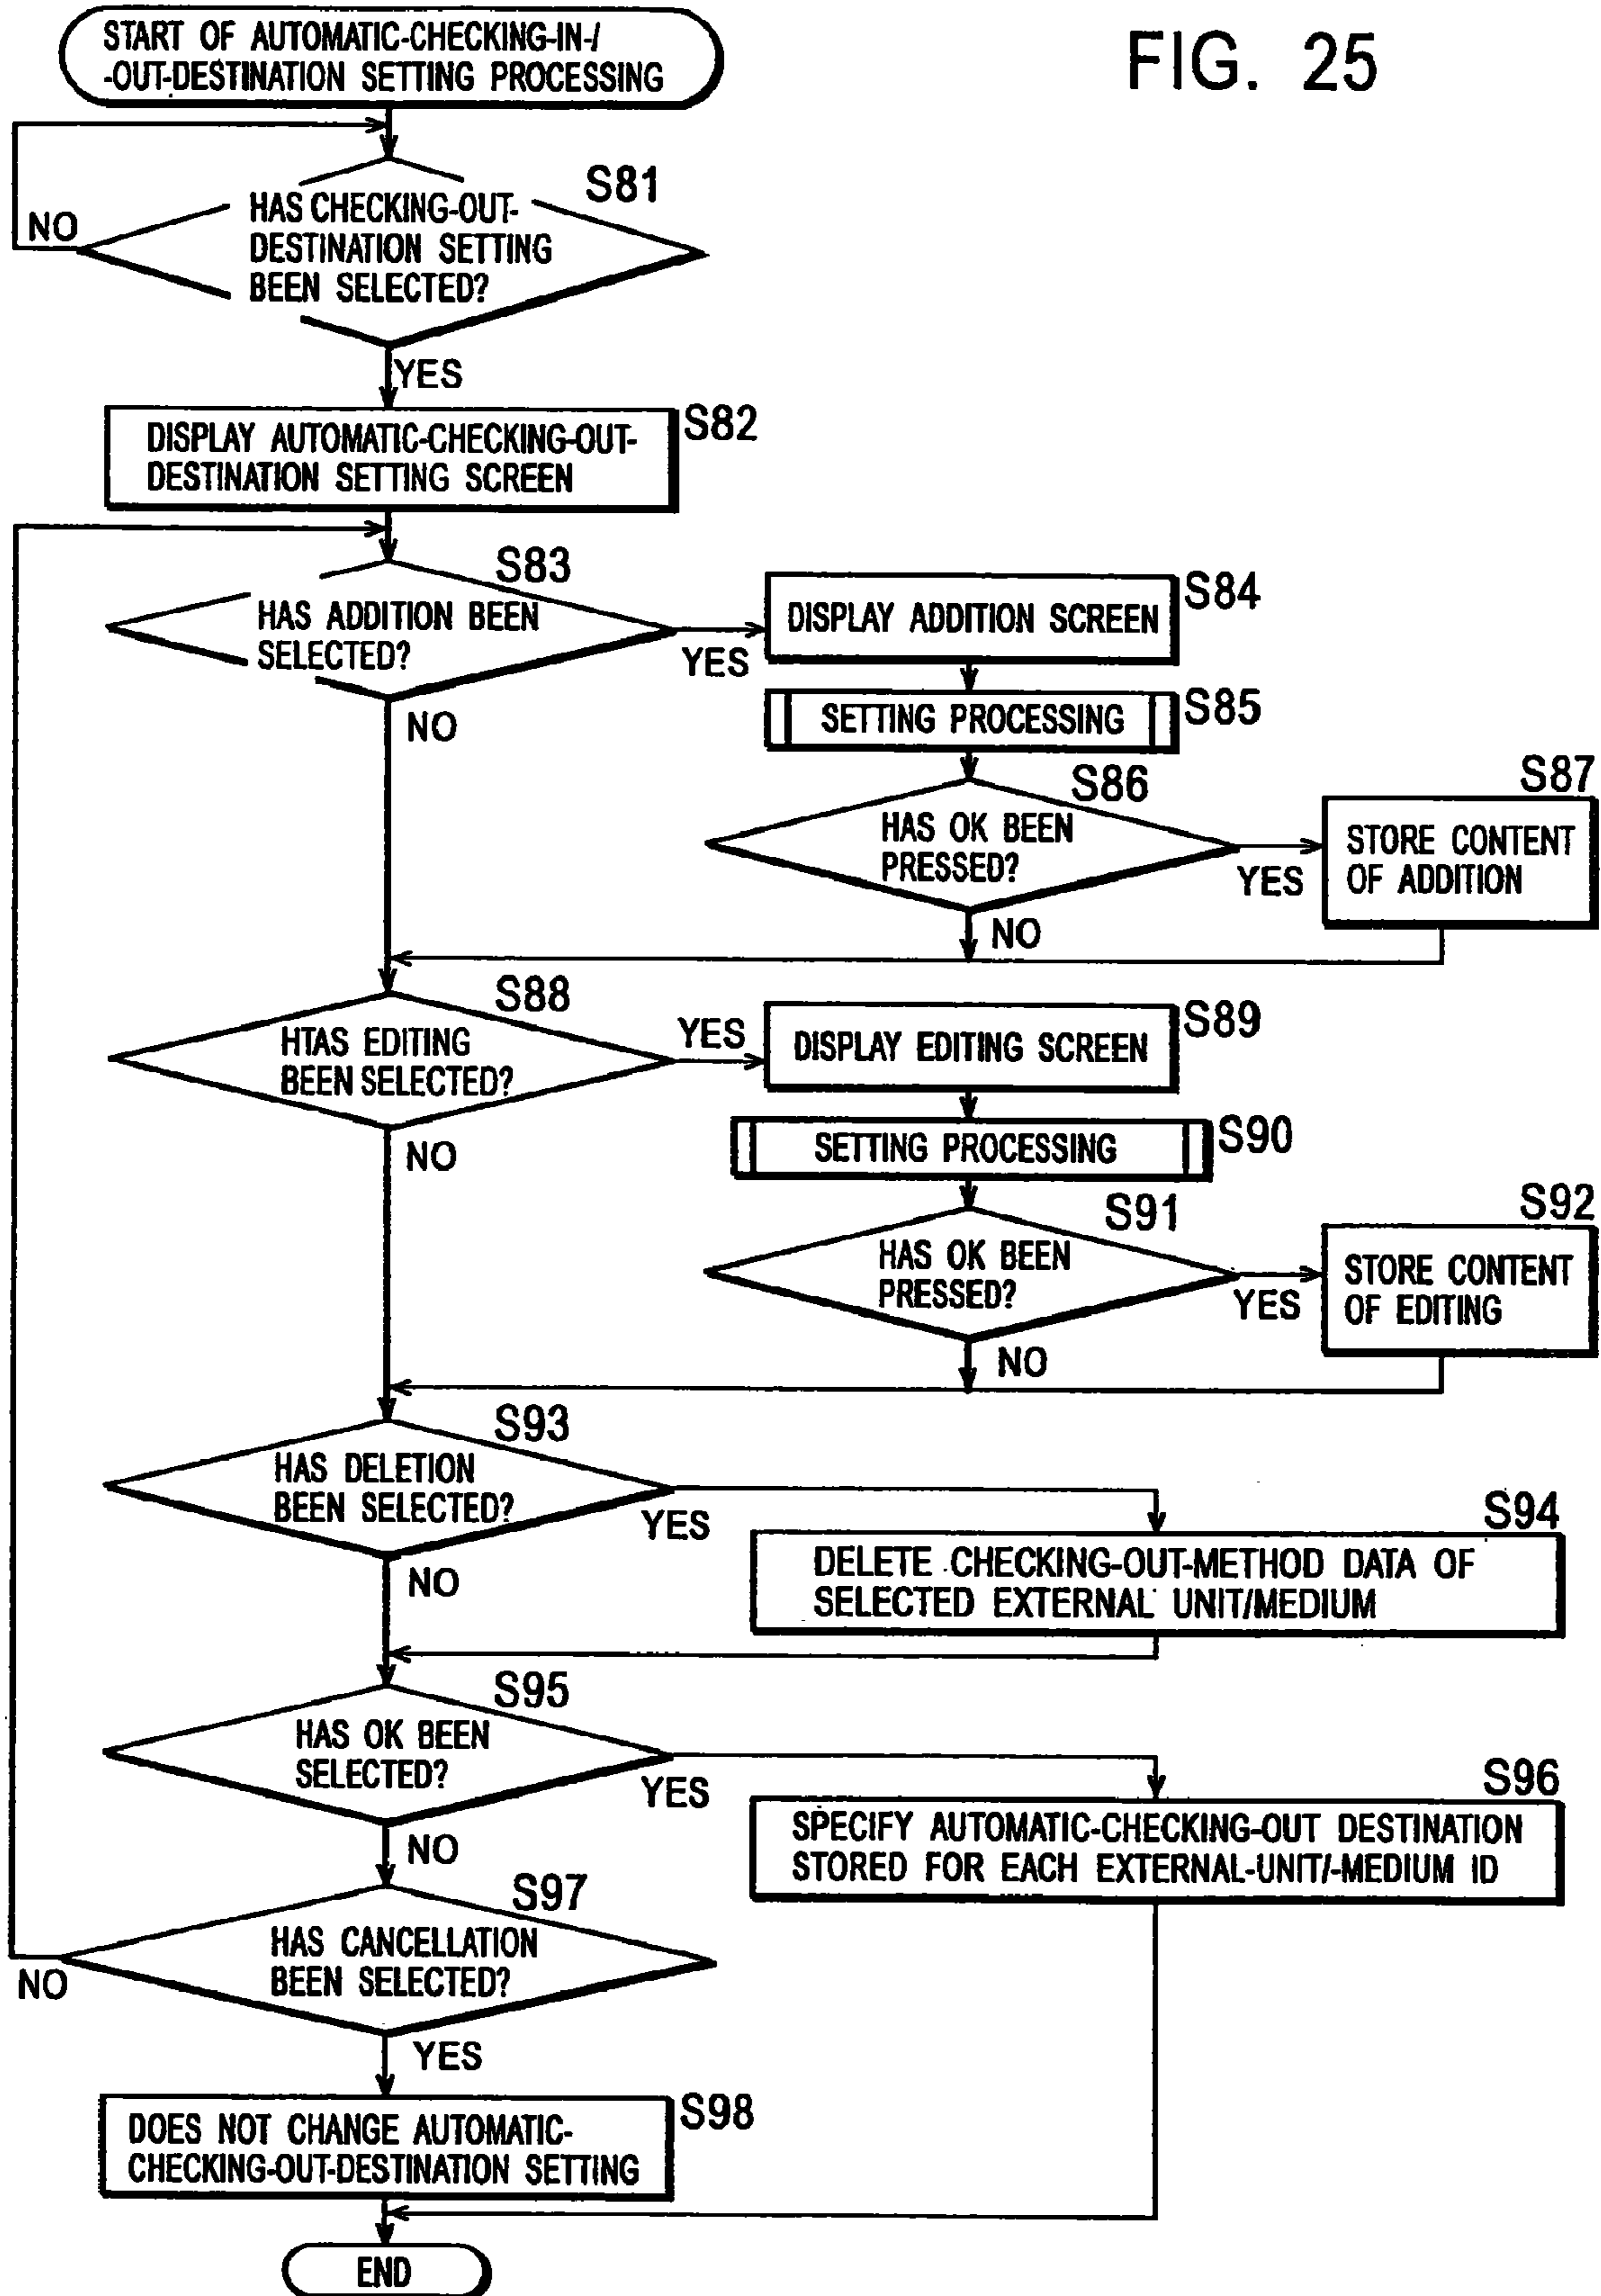 FIG. 25
START OF AUTOMATIC-CHECKING-IN-/
-OUT-DESTINATION SETTING PROCESSING
S81
HAS CHECKING-OUT-
DESTINATION SETTING
BEEN SELECTED?
NO
YES
S82
DISPLAY AUTOMATIC-CHECKING-OUT-
DESTINATION SETTING SCREEN
S83
HAS ADDITION BEEN
SELECTED?
YES
NO
S84
DISPLAY ADDITION SCREEN
S85
SETTING PROCESSING
S86
HAS OK BEEN
PRESSED?
YES
NO
S87
STORE CONTENT
OF ADDITION
S88
HTAS EDITING
BEEN SELECTED?
YES
NO
S89
DISPLAY EDITING SCREEN
S90
SETTING PROCESSING
S91
HAS OK BEEN
PRESSED?
YES
NO
S92
STORE CONTENT
OF EDITING
S93
HAS DELETION
BEEN SELECTED?
YES
NO
S94
DELETE CHECKING-OUT-METHOD DATA OF
SELECTED EXTERNAL UNIT/MEDIUM
S95
HAS OK BEEN
SELECTED?
YES
NO
S96
SPECIFY AUTOMATIC-CHECKING-OUT DESTINATION
STORED FOR EACH EXTERNAL-UNIT/-MEDIUM ID
S97
HAS CANCELLATION
BEEN SELECTED?
NO
YES
S98
DOES NOT CHANGE AUTOMATIC-
CHECKING-OUT-DESTINATION SETTING
END